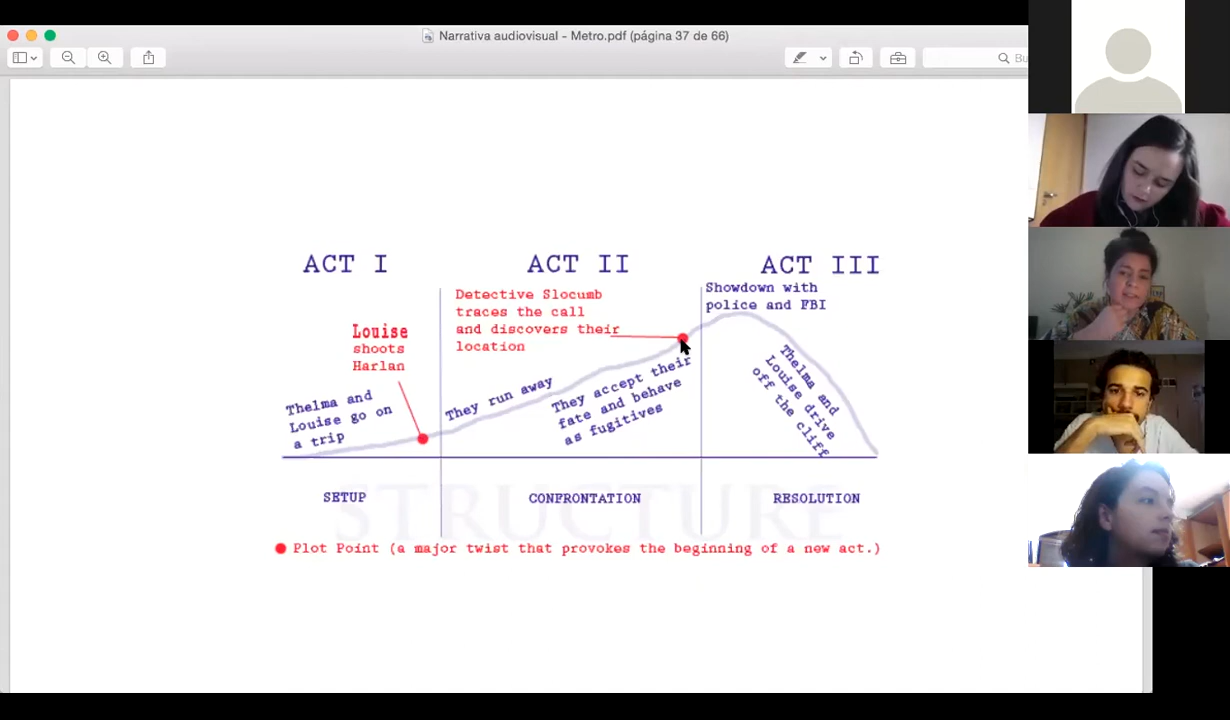 Narrativa audiovisual - Metro.pdf (página 37 de 66)
Bu
ACT I
ACT II
ACT III
Showdown with
police and FBI
Detective Slocumb
traces the call
and discovers their
location
Louise
shoots
Harlan
Thelma and
Louise go on
a trip
They run away
They accept their
fate and behave
as fugitives
Thelma and
Louise drive
off the cliff
SETUP
CONFRONTATION
RESOLUTION
STRUCTURE
Plot Point (a major twist that provokes the beginning of a new act.)